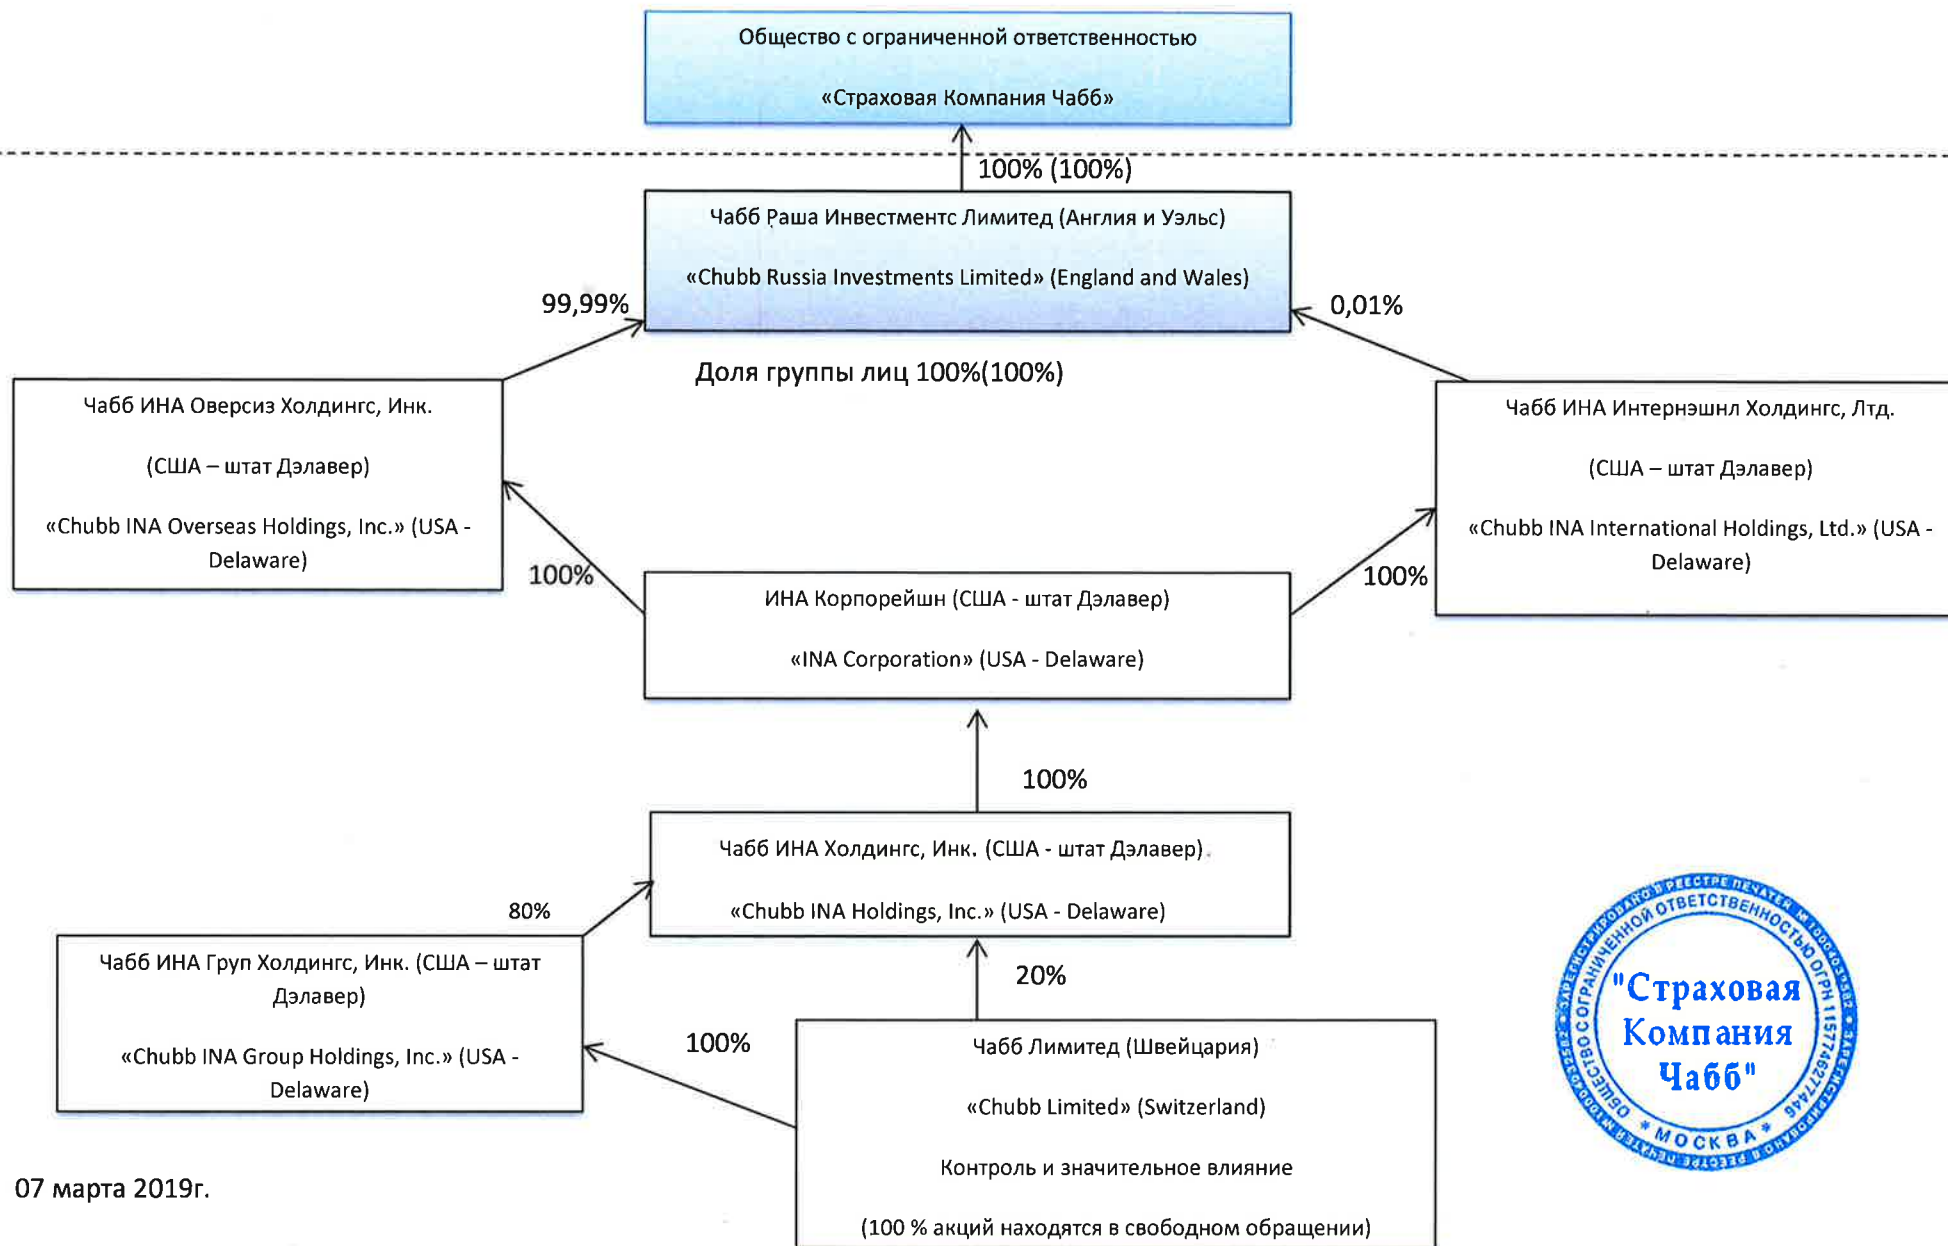 Общество с ограниченной ответственностью
«Страховая Компания Чабб»
100% (100%)
Чабб Раша Инвестментс Лимитед (Англия и Уэльс)
«Chubb Russia Investments Limited» (England and Wales)
99,99%
0,01%
Доля группы лиц 100%(100%)
Чабб ИНА Оверсиз Холдингс, Инк.
(США – штат Дэлавер)
«Chubb INA Overseas Holdings, Inc.» (USA -
Delaware)
Чабб ИНА Интернэшнл Холдингс, Лтд.
(США – штат Дэлавер)
«Chubb INA International Holdings, Ltd.» (USA -
Delaware)
100%
100%
ИНА Корпорейшн (США - штат Дэлавер)
«INA Corporation» (USA - Delaware)
100%
Чабб ИНА Холдингс, Инк. (США - штат Дэлавер)
«Chubb INA Holdings, Inc.» (USA - Delaware)
80%
20%
Чабб ИНА Груп Холдингс, Инк. (США – штат
Дэлавер)
«Chubb INA Group Holdings, Inc.» (USA -
Delaware)
100%
Чабб Лимитед (Швейцария)
«Chubb Limited» (Switzerland)
Контроль и значительное влияние
(100 % акций находятся в свободном обращении)
07 марта 2019г.
ОБЩЕСТВО С ОГРАНИЧЕННОЙ ОТВЕТСТВЕННОСТЬЮ ОГРН 1157746277446
* МОСКВА *
"Страховая
Компания
Чабб"